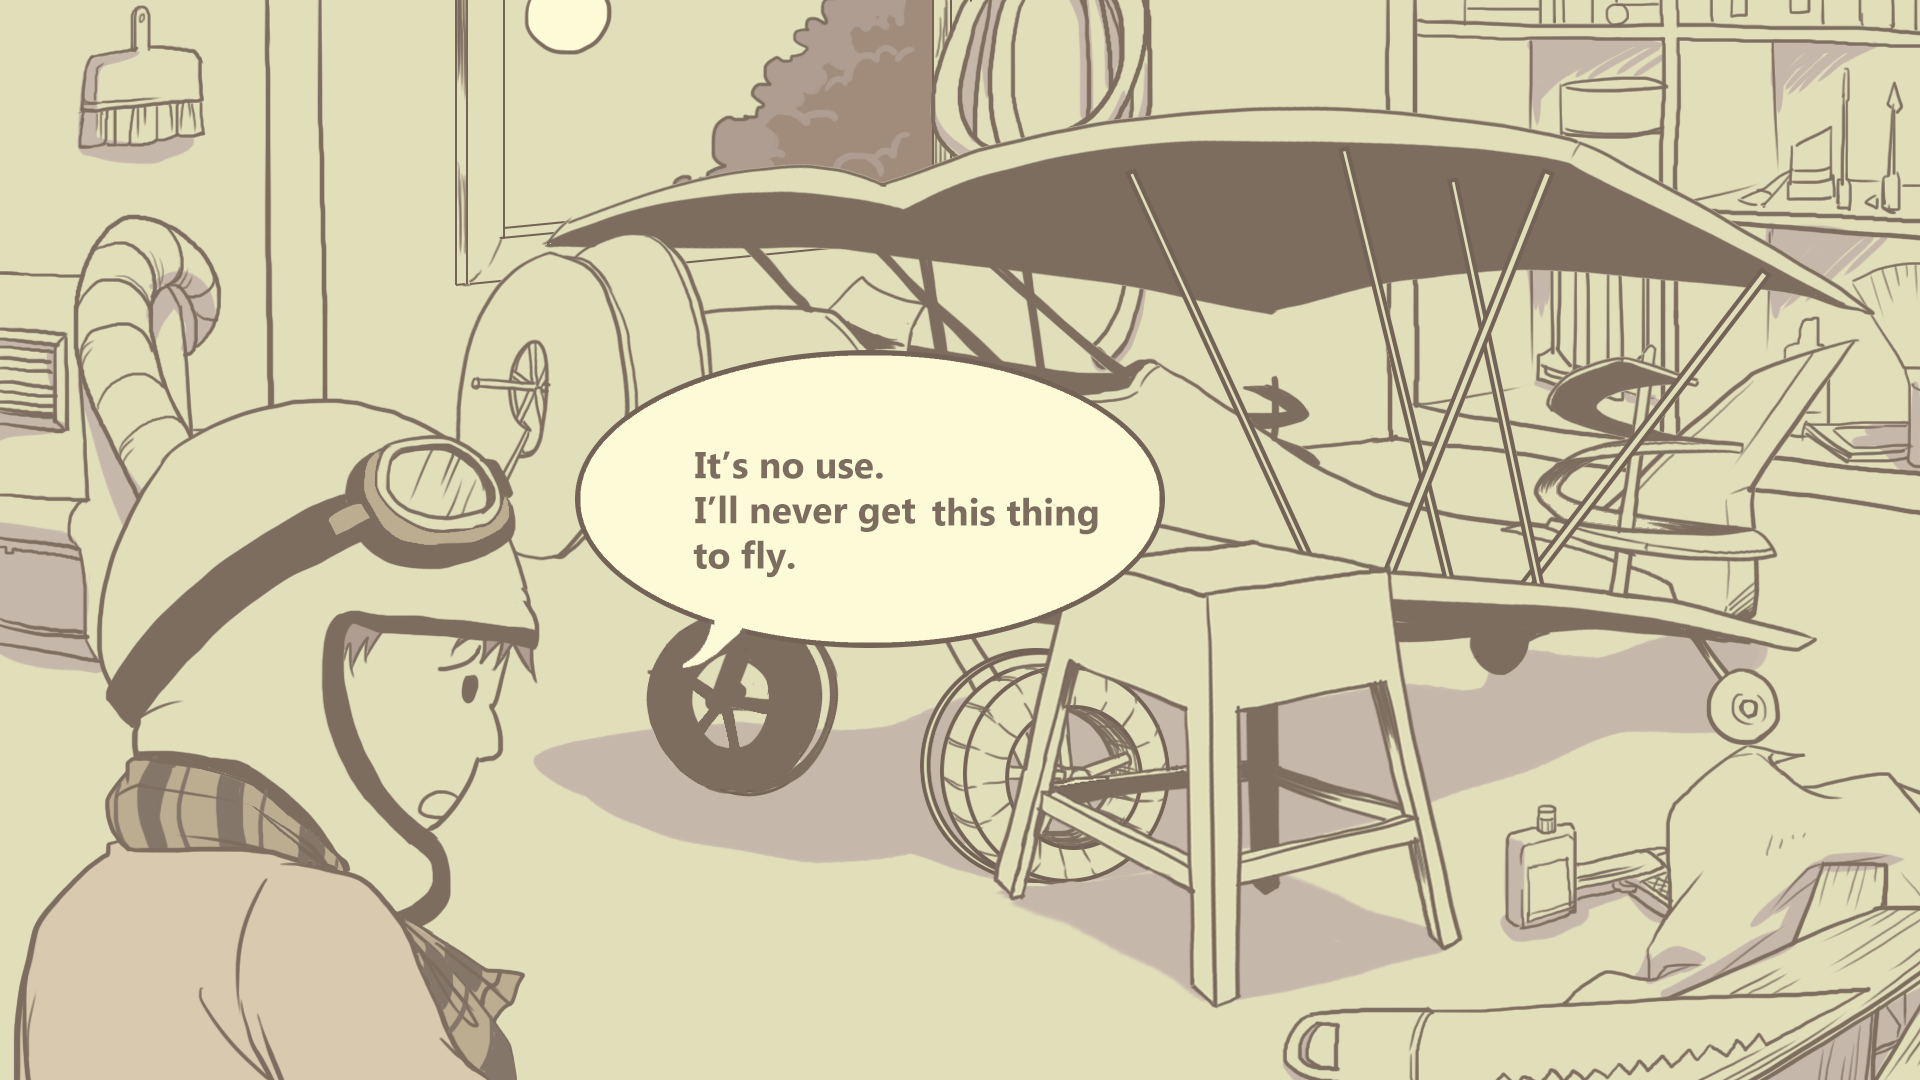 It’s no use.
I’ll never get this thing
to fly.